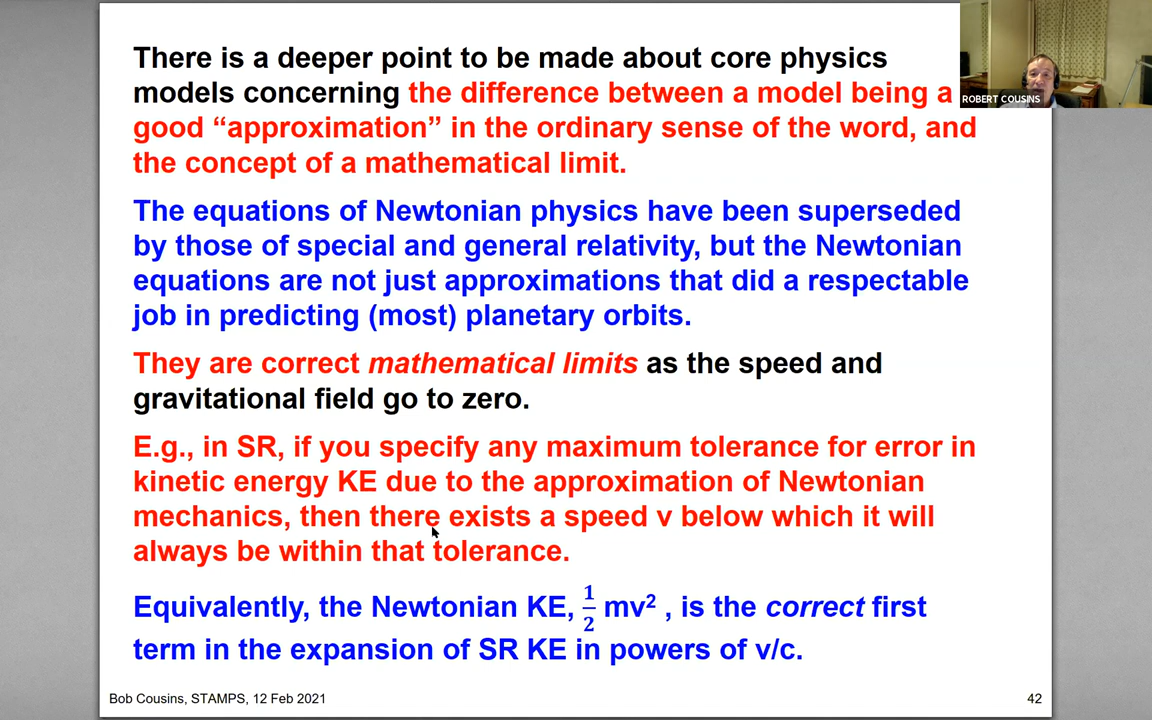 There is a deeper point to be made about core physics
models concerning the difference between a model being a
good “approximation” in the ordinary sense of the word, and
the concept of a mathematical limit.
The equations of Newtonian physics have been superseded
by those of special and general relativity, but the Newtonian
equations are not just approximations that did a respectable
job in predicting (most) planetary orbits.
They are correct mathematical limits as the speed and
gravitational field go to zero.
E.g., in SR, if you specify any maximum tolerance for error in
kinetic energy KE due to the approximation of Newtonian
mechanics, then there exists a speed v below which it will
always be within that tolerance.
Equivalently, the Newtonian KE, 1/2 mv², is the correct first
term in the expansion of SR KE in powers of v/c.
Bob Cousins, STAMPS, 12 Feb 2021
42
ROBERT COUSINS